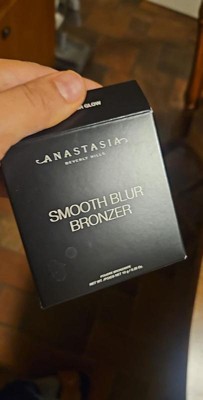 GLOW
ANASTASIA
BEVERLY HILLS
SMOOTH BLUR
BRONZER